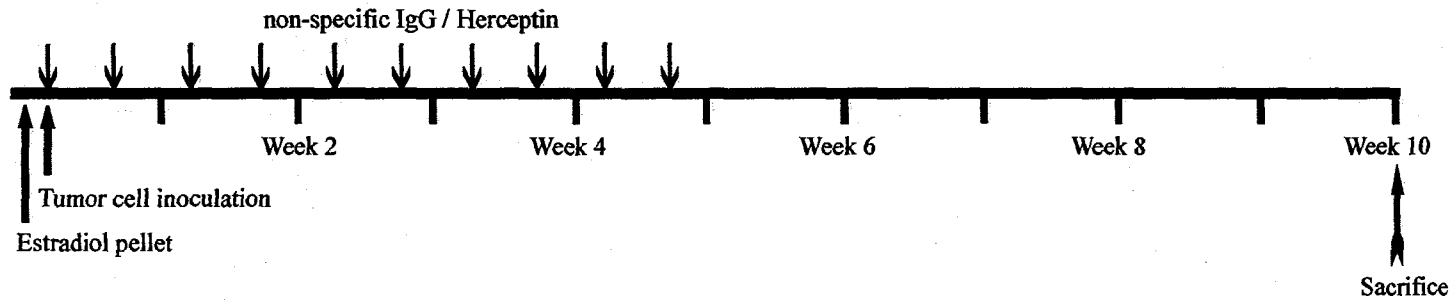 non-specific IgG / Herceptin
Week 2
Week 4
Week 6
Week 8
Week 10
Tumor cell inoculation
Estradiol pellet
Sacrifice